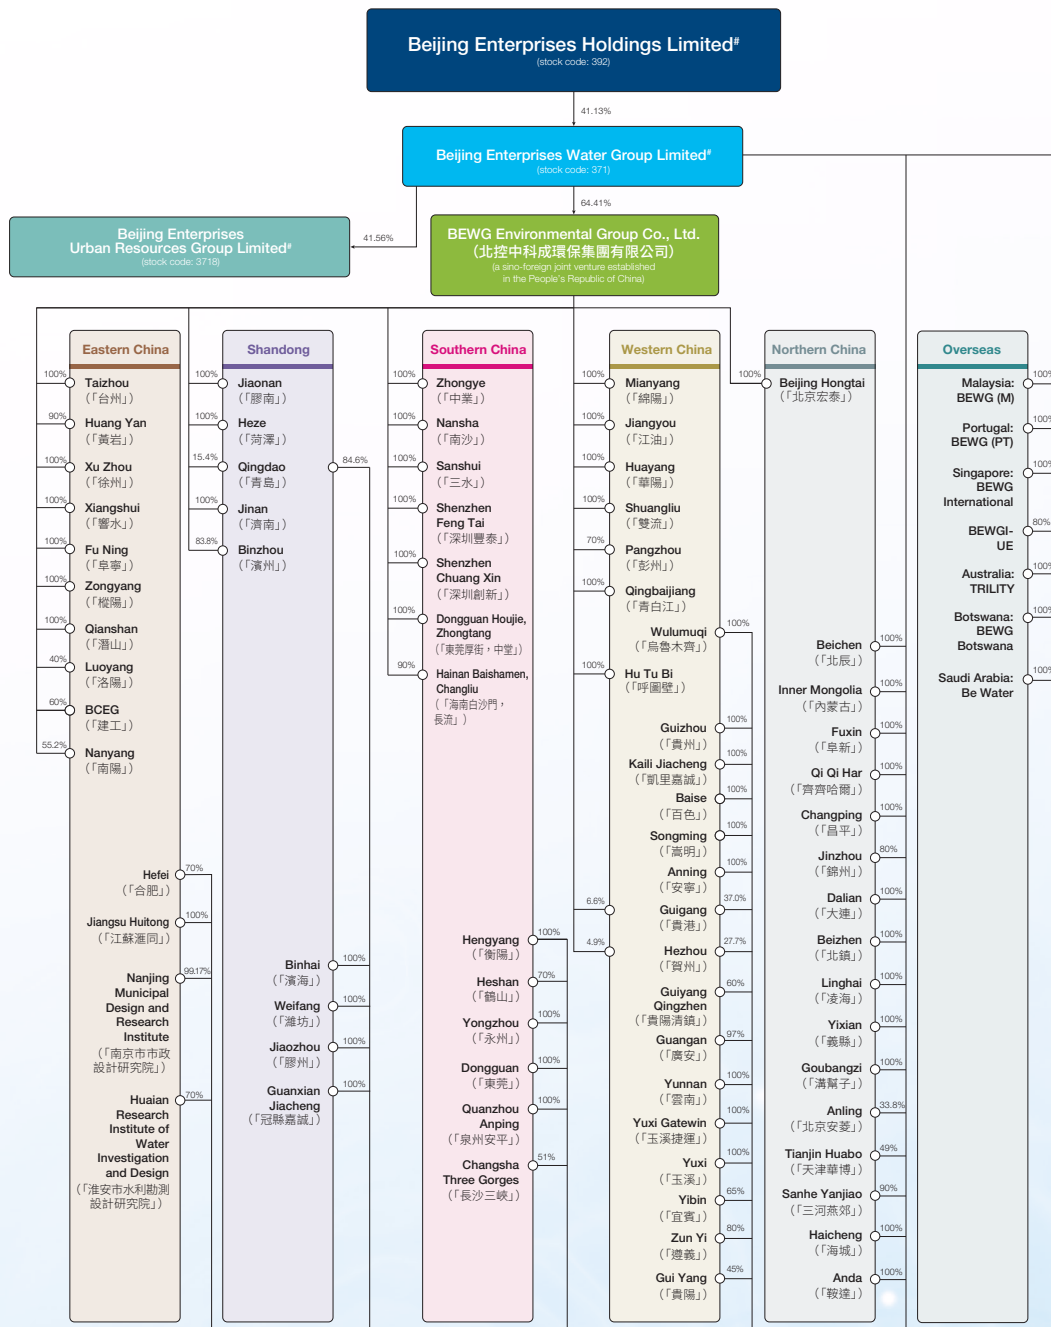 Beijing Enterprises Holdings Limited#
(stock code: 392)
41.13%
Beijing Enterprises Water Group Limited#
(stock code: 371)
64.41%
41.56%
Beijing Enterprises
Urban Resources Group Limited#
(stock code: 3718)
BEWG Environmental Group Co., Ltd.
(北控中科成環保集團有限公司)
(a sino-foreign joint venture established
in the People's Republic of China)
Eastern China
100%
Taizhou
(「台州」)
90%
Huang Yan
(「黃岩」)
100%
Xu Zhou
(「徐州」)
100%
Xiangshui
(「響水」)
100%
Fu Ning
(「阜寧」)
100%
Zongyang
(「樅陽」)
100%
Qianshan
(「潛山」)
40%
Luoyang
(「洛陽」)
60%
BCEG
(「建工」)
55.2%
Nanyang
(「南陽」)
Hefei
70%
(「合肥」)
Jiangsu Huitong
100%
(「江蘇滙同」)
Nanjing
99.17%
Municipal
Design and
Research
Institute
(「南京市市政
設計研究院」)
Huaian
70%
Research
Institute of
Water
Investigation
and Design
(「淮安市水利勘測
設計研究院」)
Shandong
100%
Jiaonan
(「膠南」)
100%
Heze
(「菏澤」)
15.4%
Qingdao
84.6%
(「青島」)
100%
Jinan
(「濟南」)
83.8%
Binzhou
(「濱州」)
Binhai
100%
(「濱海」)
Weifang
100%
(「濰坊」)
Jiaozhou
100%
(「膠州」)
Guanxian
100%
Jiacheng
(「冠縣嘉誠」)
Southern China
100%
Zhongye
(「中業」)
100%
Nansha
(「南沙」)
100%
Sanshui
(「三水」)
100%
Shenzhen
Feng Tai
(「深圳豐泰」)
100%
Shenzhen
Chuang Xin
(「深圳創新」)
100%
Dongguan Houjie,
Zhongtang
(「東莞厚街，中堂」)
90%
Hainan Baishamen,
Changliu
(「海南白沙門，
長流」)
Hengyang
100%
(「衡陽」)
Heshan
70%
(「鶴山」)
Yongzhou
100%
(「永州」)
Dongguan
100%
(「東莞」)
Quanzhou
100%
Anping
(「泉州安平」)
Changsha
51%
Three Gorges
(「長沙三峽」)
Western China
100%
Mianyang
(「綿陽」)
100%
Jiangyou
(「江油」)
100%
Huayang
(「華陽」)
100%
Shuangliu
(「雙流」)
70%
Pangzhou
(「彭州」)
100%
Qingbaijiang
(「青白江」)
Wulumuqi
100%
(「烏魯木齊」)
100%
Hu Tu Bi
(「呼圖壁」)
Guizhou
100%
(「貴州」)
Kaili Jiacheng
100%
(「凱里嘉誠」)
Baise
100%
(「百色」)
Songming
100%
(「嵩明」)
Anning
100%
(「安寧」)
6.6%
Guigang
37.0%
(「貴港」)
4.9%
Hezhou
27.7%
(「賀州」)
Guiyang
60%
Qingzhen
(「貴陽清鎮」)
Guangan
97%
(「廣安」)
Yunnan
100%
(「雲南」)
Yuxi Gatewin
100%
(「玉溪捷運」)
Yuxi
100%
(「玉溪」)
Yibin
65%
(「宜賓」)
Zun Yi
80%
(「遵義」)
Gui Yang
45%
(「貴陽」)
Northern China
100%
Beijing Hongtai
(「北京宏泰」)
Beichen
100%
(「北辰」)
Inner Mongolia
100%
(「內蒙古」)
Fuxin
100%
(「阜新」)
Qi Qi Har
100%
(「齊齊哈爾」)
Changping
100%
(「昌平」)
Jinzhou
80%
(「錦州」)
Dalian
100%
(「大連」)
Beizhen
100%
(「北鎮」)
Linghai
100%
(「凌海」)
Yixian
100%
(「義縣」)
Goubangzi
100%
(「溝幫子」)
Anling
33.8%
(「北京安菱」)
Tianjin Huabo
49%
(「天津華博」)
Sanhe Yanjiao
90%
(「三河燕郊」)
Haicheng
100%
(「海城」)
Anda
100%
(「鞍達」)
Overseas
Malaysia:
100%
BEWG (M)
Portugal:
100%
BEWG (PT)
Singapore:
100%
BEWG
International
BEWGI-
80%
UE
Australia:
100%
TRILITY
Botswana:
100%
BEWG
Botswana
Saudi Arabia:
100%
Be Water